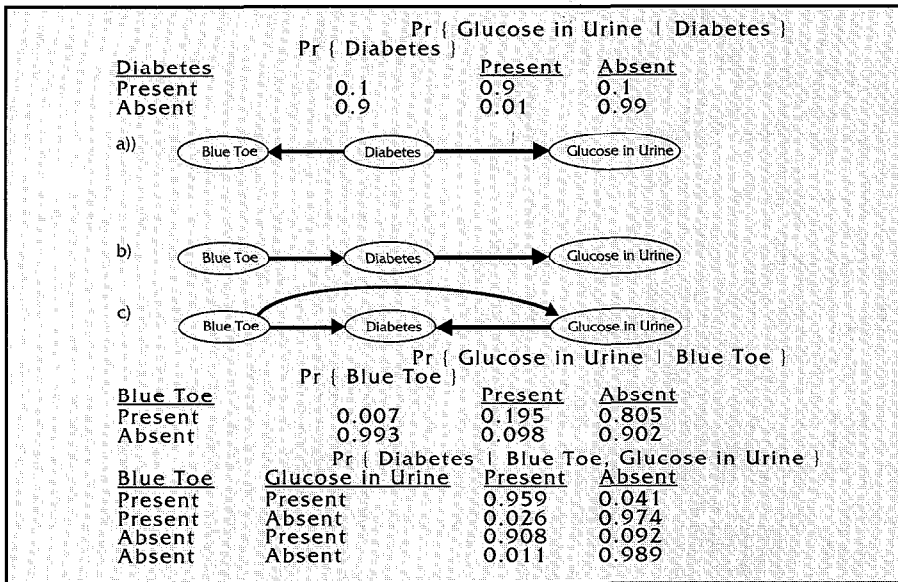 Pr { Glucose in Urine | Diabetes }
Pr { Diabetes }
Diabetes Present Absent
Present 0.1 0.9 0.1
Absent 0.9 0.01 0.99
a))
Blue Toe Diabetes Glucose in Urine
b)
Blue Toe Diabetes Glucose in Urine
c)
Blue Toe Diabetes Glucose in Urine
Pr { Glucose in Urine | Blue Toe }
Pr { Blue Toe }
Blue Toe Present Absent
Present 0.007 0.195 0.805
Absent 0.993 0.098 0.902
Pr { Diabetes | Blue Toe, Glucose in Urine }
Blue Toe Glucose in Urine Present Absent
Present Present 0.959 0.041
Present Absent 0.026 0.974
Absent Present 0.908 0.092
Absent Absent 0.011 0.989